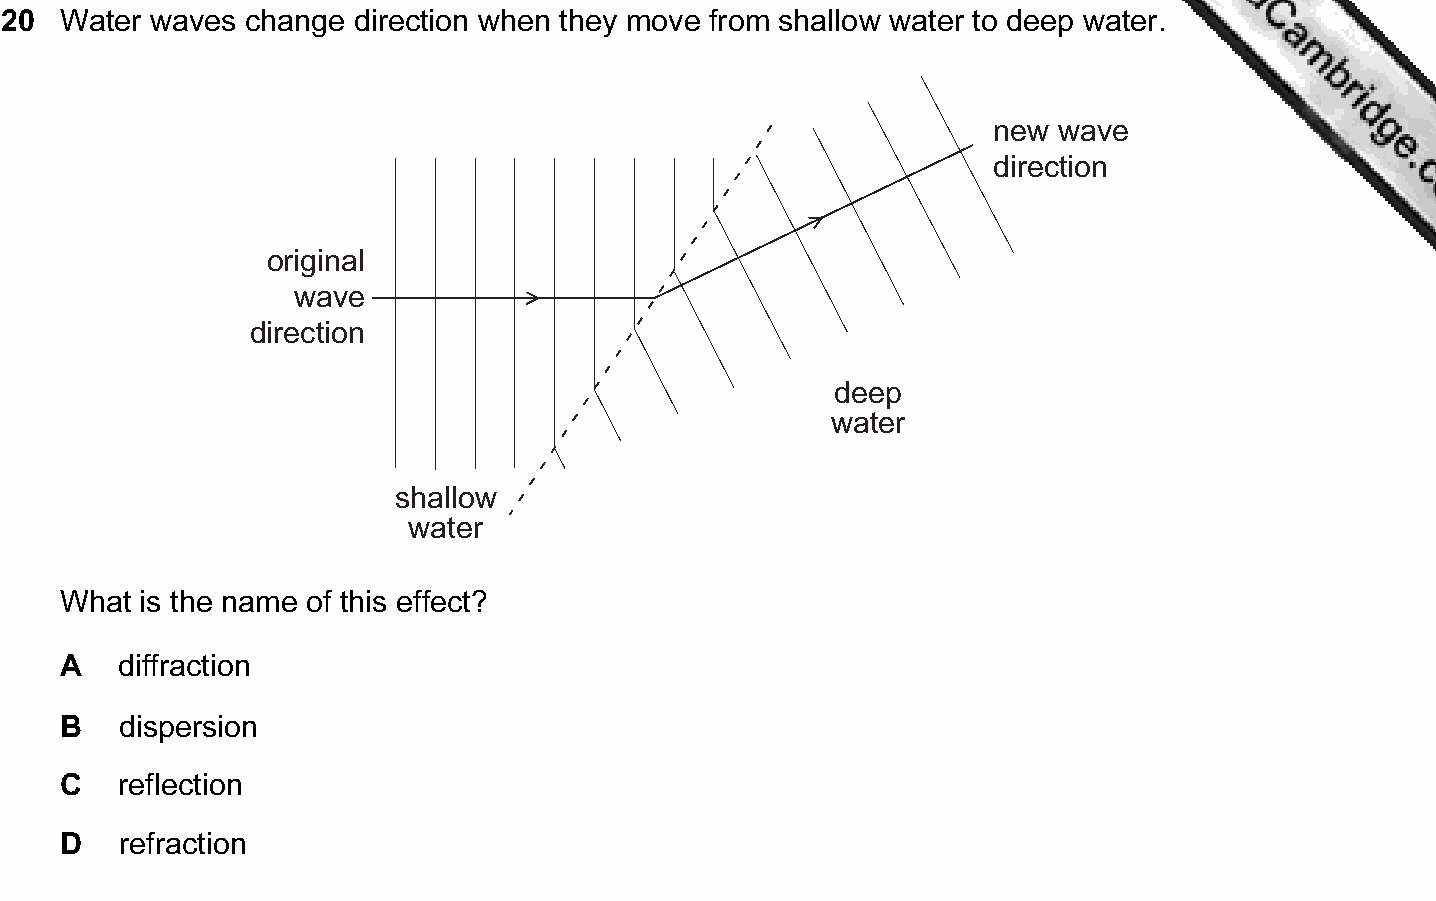 20 Water waves change direction when they move from shallow water to deep water.
new wave
direction
original
wave
direction
deep
water
shallow
water
What is the name of this effect?
A diffraction
B dispersion
C reflection
D refraction